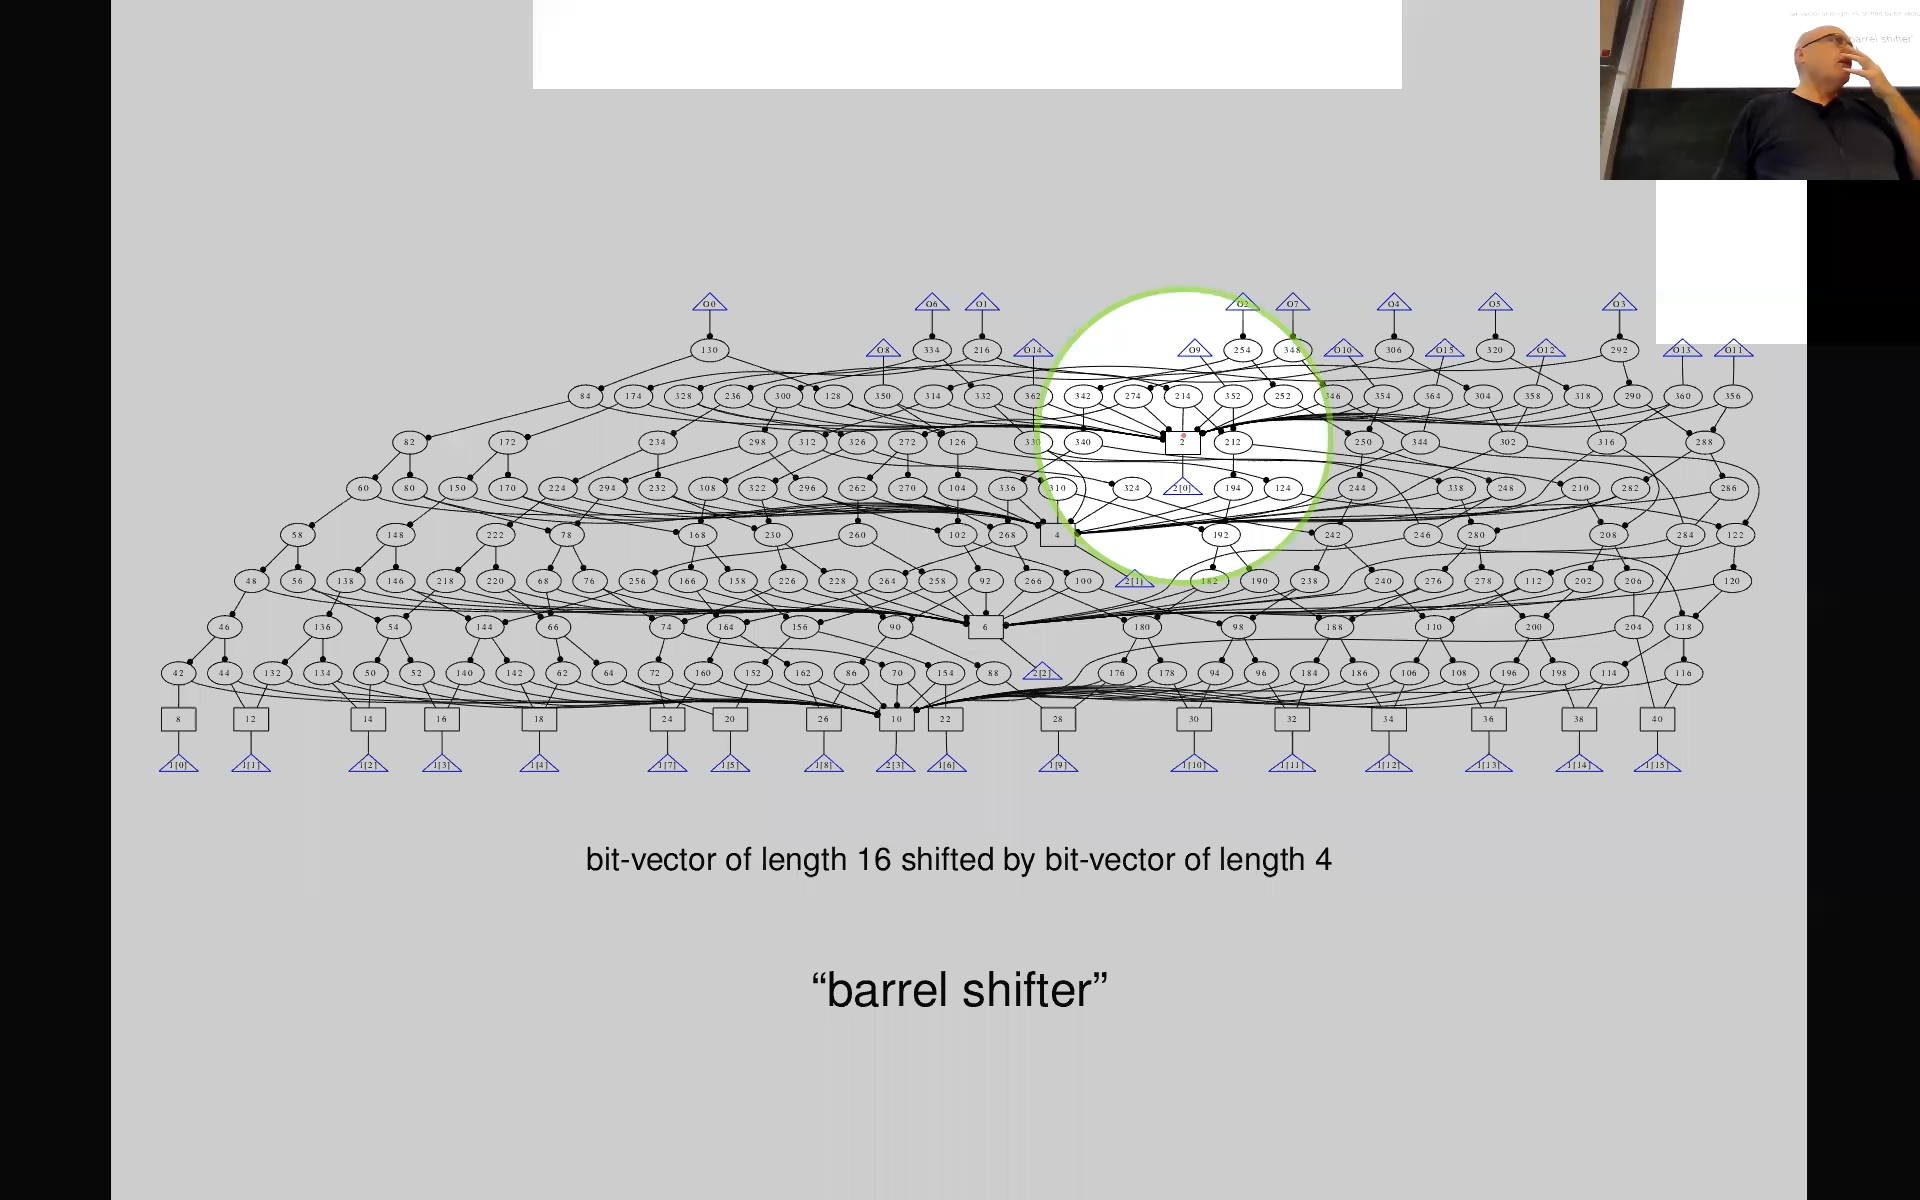 O0 O6 O1 O2 O7 O4 O5 O3
130 O8 334 216 O14 O9 254 348 O10 306 O15 320 O12 292 O13 O11
84 174 328 236 300 128 350 314 332 362 342 274 214 352 252 346 354 364 304 358 318 290 360 356
82 172 234 298 312 326 272 126 330 340 2 212 250 344 302 316 288
60 80 150 170 224 294 232 308 322 296 262 270 104 336 310 324 2[0] 194 124 244 338 248 210 282 286
58 148 222 78 168 230 260 102 268 4 192 242 246 280 208 284 122
48 56 138 146 218 220 68 76 256 166 158 226 228 264 258 92 266 100 2[1] 182 190 238 240 276 278 112 202 206 120
46 136 54 144 66 74 164 156 90 6 180 98 188 110 200 204 118
42 44 132 134 50 52 140 142 62 64 72 160 152 162 86 70 154 88 2[2] 176 178 94 96 184 186 106 108 196 198 114 116
8 12 14 16 18 24 20 26 10 22 28 30 32 34 36 38 40
1[0] 1[1] 1[2] 1[3] 1[4] 1[7] 1[5] 1[8] 2[3] 1[6] 1[9] 1[10] 1[11] 1[12] 1[13] 1[14] 1[15]
bit-vector of length 16 shifted by bit-vector of length 4
“barrel shifter”
barrel shifter”